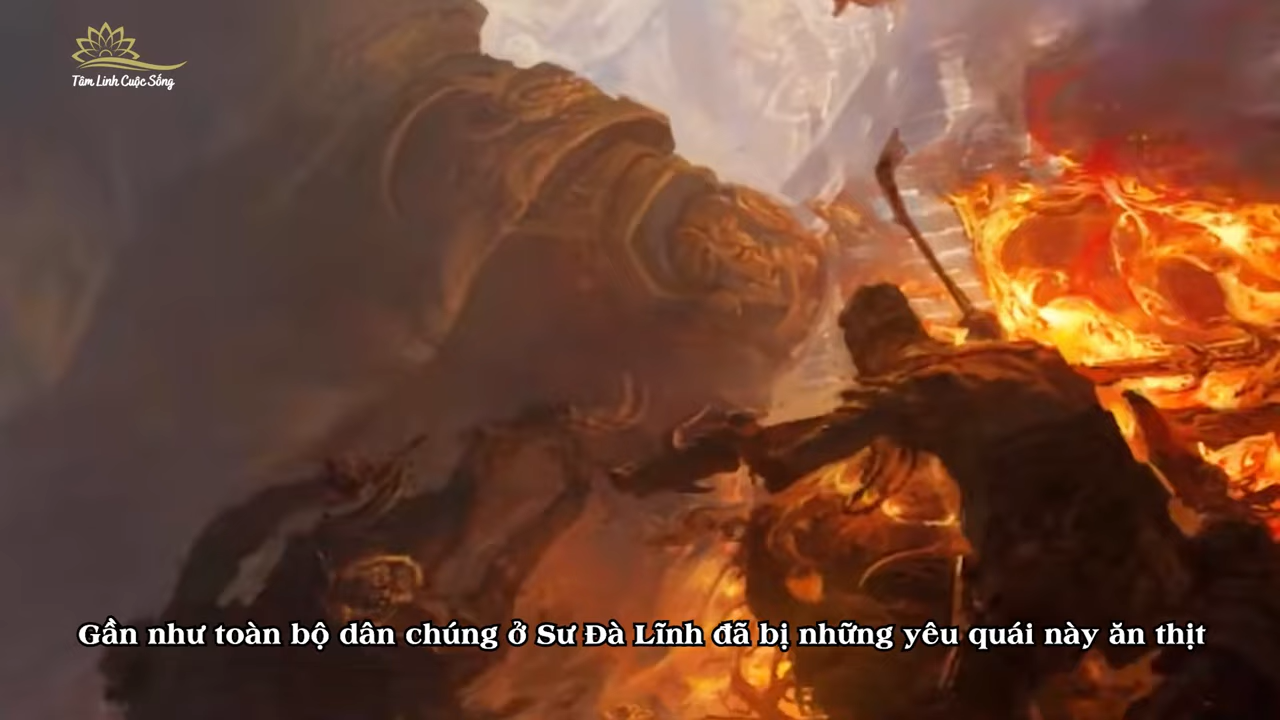 Tâm Linh Cuộc Sống
Gần như toàn bộ dân chúng ở Sư Đà Lĩnh đã bị những yêu quái này ăn thịt